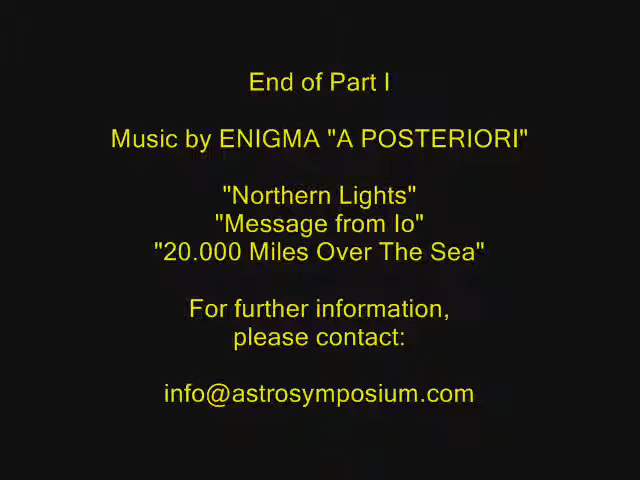 End of Part I
Music by ENIGMA "A POSTERIORI"
"Northern Lights"
"Message from Io"
"20.000 Miles Over The Sea"
For further information,
please contact:
info@astrosymposium.com